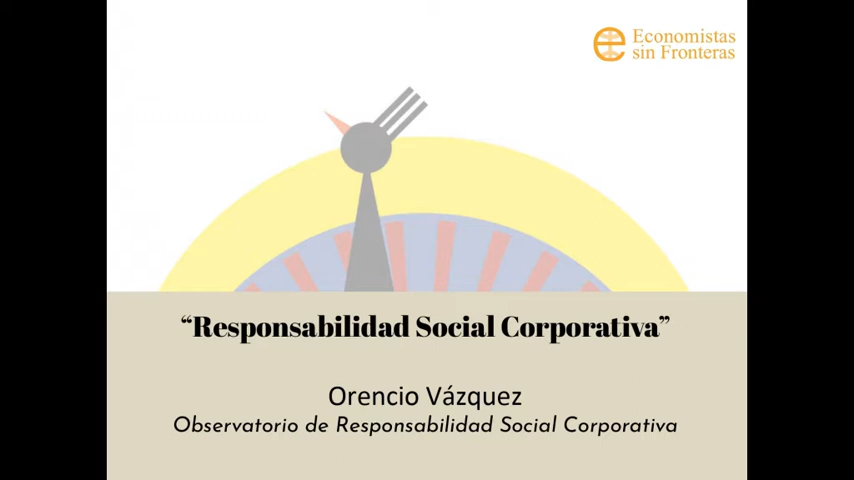 Economistas
sin Fronteras
“Responsabilidad Social Corporativa”
Orencio Vázquez
Observatorio de Responsabilidad Social Corporativa